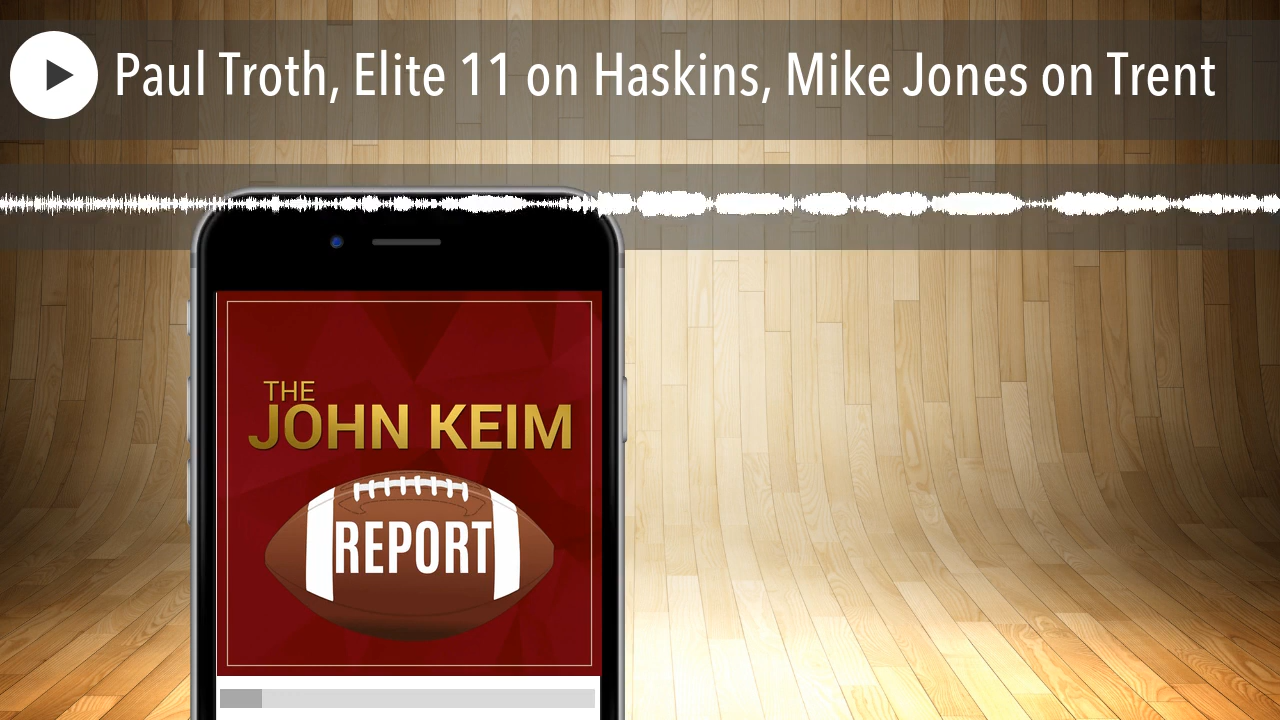 Paul Troth, Elite 11 on Haskins, Mike Jones on Trent
THE
JOHN KEIM
REPORT